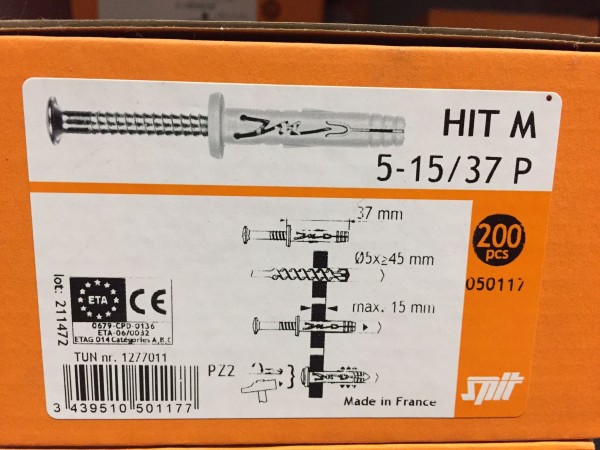 HIT M
5-15/37 P
37 mm
200
pcs
Ø5x≥45 mm
050117
max. 15 mm
lot: 211472
ETA
CE
0679-CPD-0136
ETA-06/0032
ETAG 014 Catégories A,B,C
TUN nr. 1277011
PZ2
3 439510 501177
Made in France
Spit